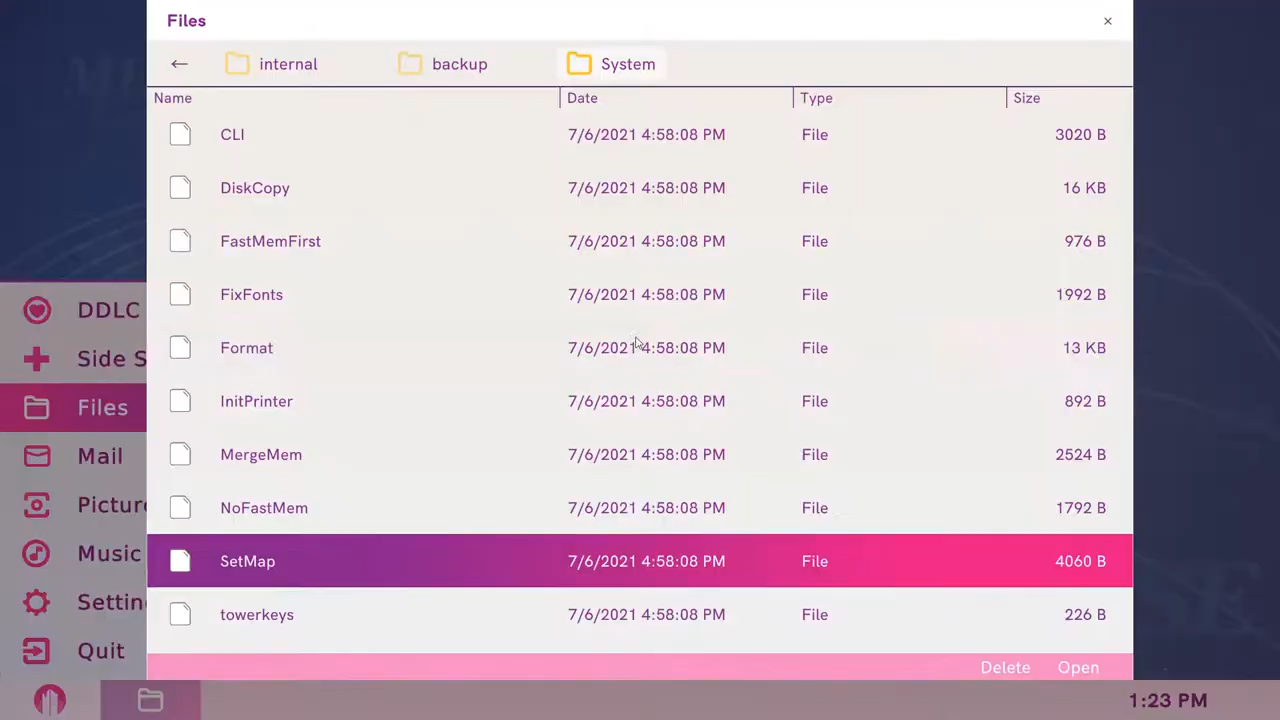 Files ×
← internal backup System
Name Date Type Size
CLI 7/6/2021 4:58:08 PM File 3020 B
DiskCopy 7/6/2021 4:58:08 PM File 16 KB
FastMemFirst 7/6/2021 4:58:08 PM File 976 B
FixFonts 7/6/2021 4:58:08 PM File 1992 B
Format 7/6/2021 4:58:08 PM File 13 KB
InitPrinter 7/6/2021 4:58:08 PM File 892 B
MergeMem 7/6/2021 4:58:08 PM File 2524 B
NoFastMem 7/6/2021 4:58:08 PM File 1792 B
SetMap 7/6/2021 4:58:08 PM File 4060 B
towerkeys 7/6/2021 4:58:08 PM File 226 B
Delete Open
DDLC
Side S
Files
Mail
Pictur
Music
Settin
Quit
1:23 PM